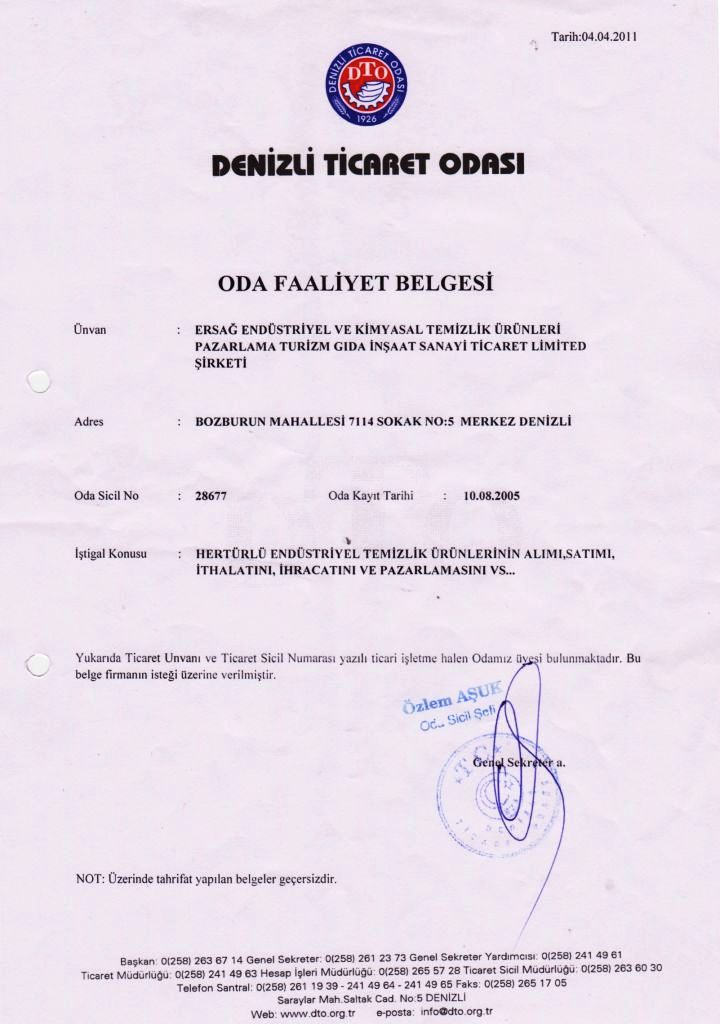 Tarih:04.04.2011
DENİZLİ TİCARET ODASI
DTO
1926
DENİZLİ TİCARET ODASI
ODA FAALİYET BELGESİ
Ünvan : ERSAĞ ENDÜSTRİYEL VE KİMYASAL TEMİZLİK ÜRÜNLERİ
PAZARLAMA TURİZM GIDA İNŞAAT SANAYİ TİCARET LİMİTED
ŞİRKETİ
Adres : BOZBURUN MAHALLESİ 7114 SOKAK NO:5 MERKEZ DENİZLİ
Oda Sicil No : 28677 Oda Kayıt Tarihi : 10.08.2005
İştigal Konusu : HERTÜRLÜ ENDÜSTRİYEL TEMİZLİK ÜRÜNLERİNİN ALIMI,SATIMI,
İTHALATINI, İHRACATINI VE PAZARLAMASINI VS...
Yukarıda Ticaret Unvanı ve Ticaret Sicil Numarası yazılı ticari işletme halen Odamız üyesi bulunmaktadır. Bu
belge firmanın isteği üzerine verilmiştir.
Özlem AŞUK
Oda Sicil Şefi
Genel Sekreter a.
T.C.
NOT: Üzerinde tahrifat yapılan belgeler geçersizdir.
Başkan: 0(258) 263 67 14 Genel Sekreter: 0(258) 261 23 73 Genel Sekreter Yardımcısı: 0(258) 241 49 61
Ticaret Müdürlüğü: 0(258) 241 49 63 Hesap İşleri Müdürlüğü: 0(258) 265 57 28 Ticaret Sicil Müdürlüğü: 0(258) 263 60 30
Telefon Santral: 0(258) 261 19 39 - 241 49 64 - 241 49 65 Faks: 0(258) 265 17 05
Saraylar Mah.Saltak Cad. No:5 DENİZLİ
Web: www.dto.org.tr e-posta: info@dto.org.tr